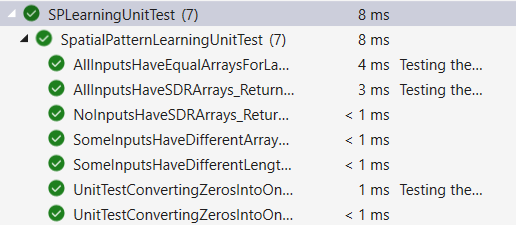 SPLearningUnitTest (7) 8 ms
SpatialPatternLearningUnitTest (7) 8 ms
AllInputsHaveEqualArraysForLa... 4 ms Testing the...
AllInputsHaveSDRArrays_Return... 3 ms Testing the...
NoInputsHaveSDRArrays_Retur... < 1 ms
SomeInputsHaveDifferentArray... < 1 ms
SomeInputsHaveDifferentLengt... < 1 ms
UnitTestConvertingZerosIntoOn... 1 ms Testing the...
UnitTestConvertingZerosIntoOn... < 1 ms